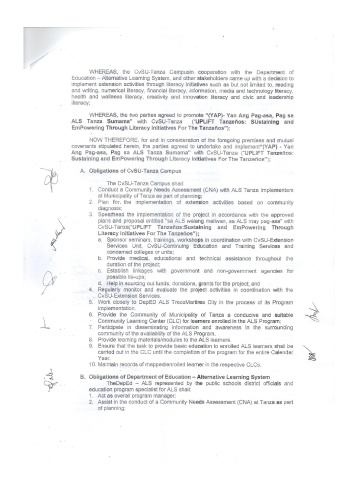 WHEREAS, the CvSU-Tanza Campusin cooperation with the Department of
Education – Alternative Learning System, and other stakeholders came up with a decision to
implement extension activities through literacy initiatives such as but not limited to, reading
and writing, numerical literacy, financial literacy, information, media and technology literacy,
health and wellness literacy, creativity and innovation literacy and civic and leadership
literacy;
WHEREAS, the two parties agreed to promote "(YAP)- Yan Ang Pag-asa, Pag sa
ALS Tanza Sumama" with CvSU-Tanza ("UPLIFT Tanzeños: SUstaining and
EmPowering Through Literacy Initiatives For The Tanzeños");
NOW THEREFORE, for and in consideration of the foregoing premises and mutual
covenants stipulated herein, the parties agreed to undertake and implement"(YAP) - Yan
Ang Pag-asa, Pag sa ALS Tanza Sumama" with CvSU-Tanza ("UPLIFT Tanzeños:
Sustaining and EmPowering Through Literacy Initiatives For The Tanzeños");
A. Obligations of CvSU-Tanza Campus
The CvSU-Tanza Campus shall:
1. Conduct a Community Needs Assessment (CNA) with ALS Tanza Implementers
at Municipality of Tanza as part of planning;
2. Plan for the implementation of extension activities based on community
diagnosis;
3. Spearhead the implementation of the project in accordance with the approved
plans and proposal entitled "sa ALS walang maiiwan, sa ALS may pag-asa" with
CvSU-Tanza("UPLIFT Tanzeños:Sustaining and EmPowering Through
Literacy Initiatives For The Tanzeños");
a. Sponsor seminars, trainings, workshops in coordination with CvSU-Extension
Services Unit, CvSU-Continuing Education and Training Services and
concerned colleges or units;
b. Provide medical, educational and technical assistance throughout the
duration of the project;
c. Establish linkages with government and non-government agencies for
possible tie-ups;
d. Help in sourcing out funds, donations, grants for the project; and
4. Regularly monitor and evaluate the project activities in coordination with the
CvSU-Extension Services.
5. Work closely to DepED ALS TreceMartires City in the process of its Program
Implementation.
6. Provide the Community of Municipality of Tanza a conducive and suitable
Community Learning Center (CLC) for learners enrolled in the ALS Program;
7. Participate in disseminating information and awareness in the surrounding
community of the availability of the ALS Program.
8. Provide learning materials/modules to the ALS learners
9. Ensure that the task to provide basic education to enrolled ALS learners shall be
carried out in the CLC until the completion of the program for the entire Calendar
Year.
10. Maintain records of mapped/enrolled learner in the respective CLCs.
B. Obligations of Department of Education – Alternative Learning System
TheDepEd – ALS represented by the public schools district officials and
education program specialist for ALS shall:
1. Act as overall program manager;
2. Assist in the conduct of a Community Needs Assessment (CNA) at Tanza as part
of planning;